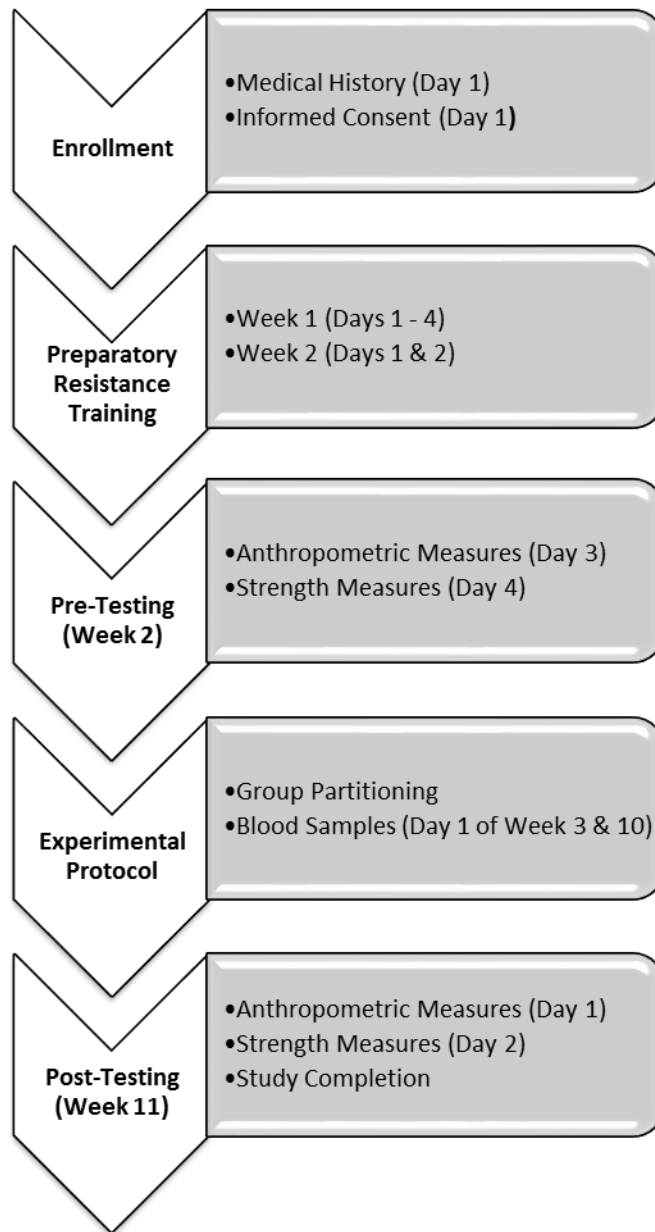 Enrollment
•Medical History (Day 1)
•Informed Consent (Day 1)
Preparatory
Resistance
Training
•Week 1 (Days 1 - 4)
•Week 2 (Days 1 & 2)
Pre-Testing
(Week 2)
•Anthropometric Measures (Day 3)
•Strength Measures (Day 4)
Experimental
Protocol
•Group Partitioning
•Blood Samples (Day 1 of Week 3 & 10)
Post-Testing
(Week 11)
•Anthropometric Measures (Day 1)
•Strength Measures (Day 2)
•Study Completion